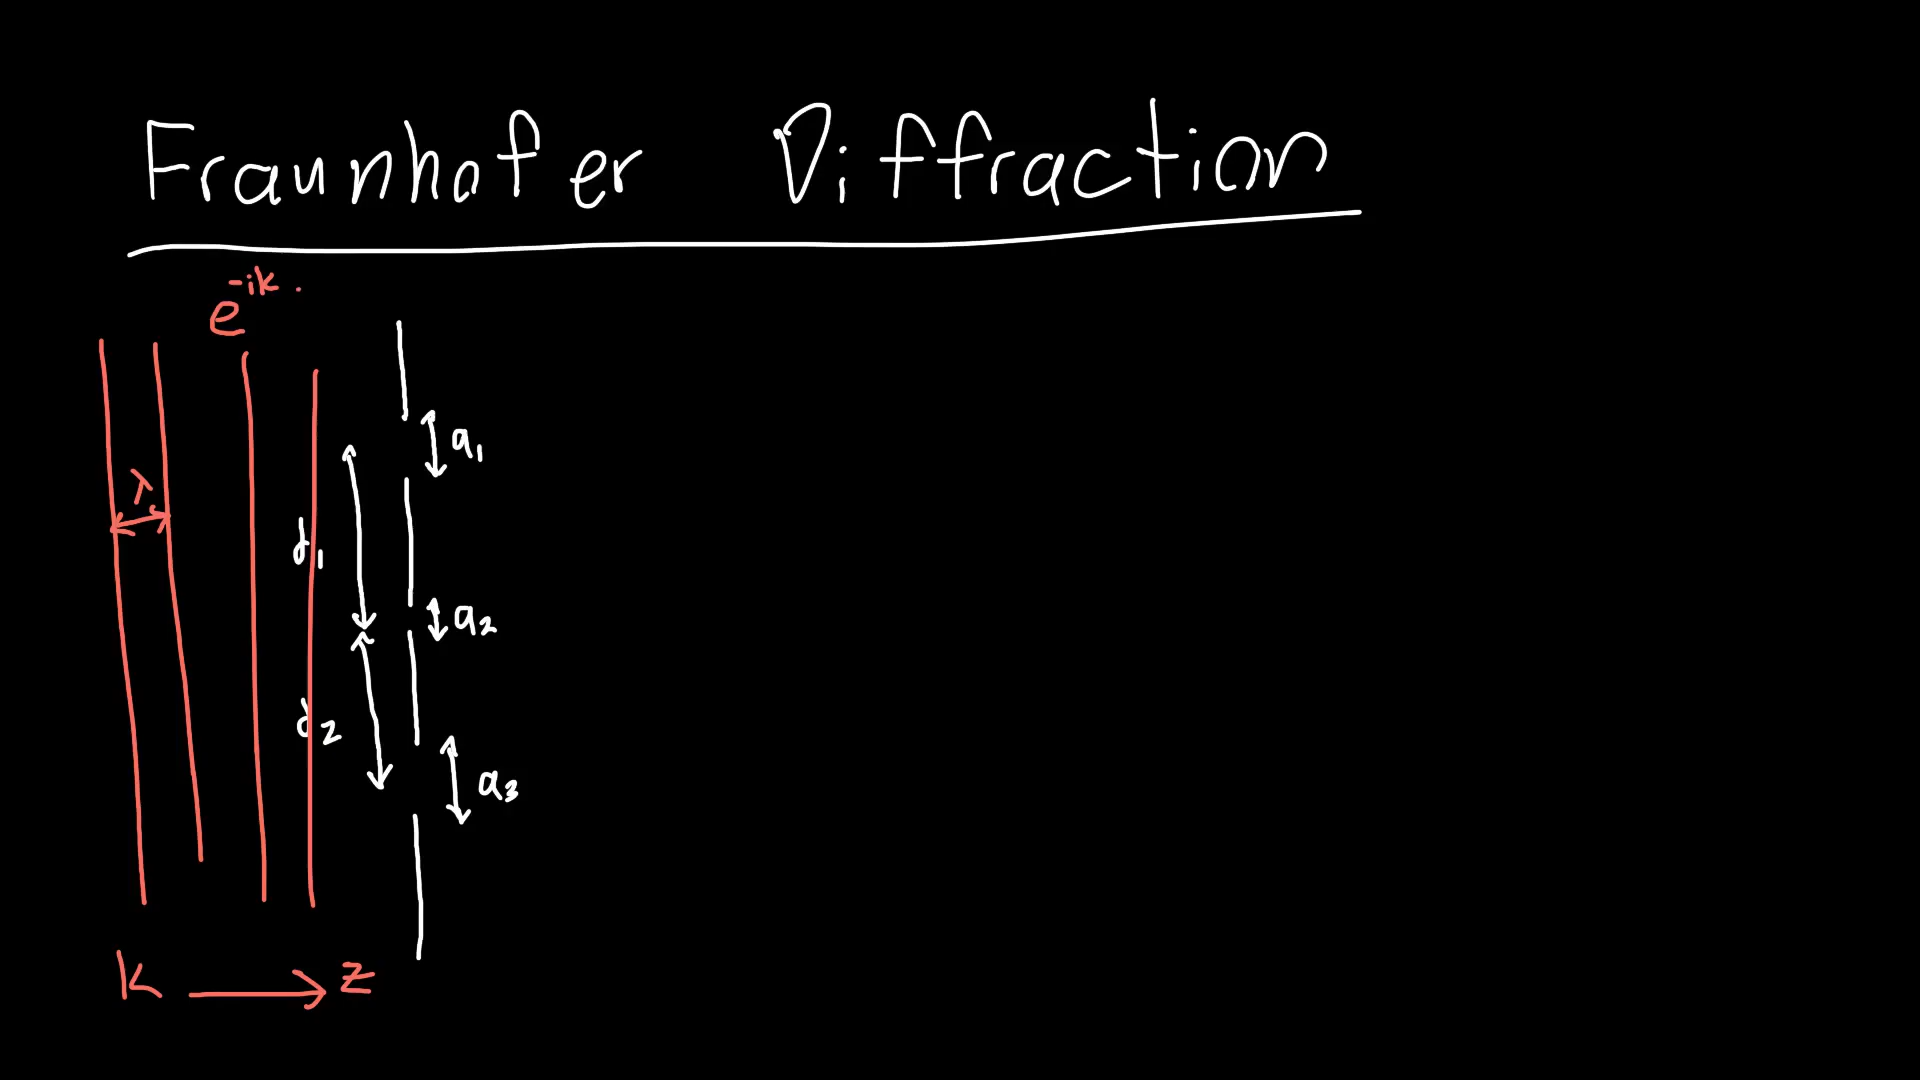 Fraunhofer Diffraction
e^-ik.
a₁
λ
d₁
a₂
d₂
a₃
k → z